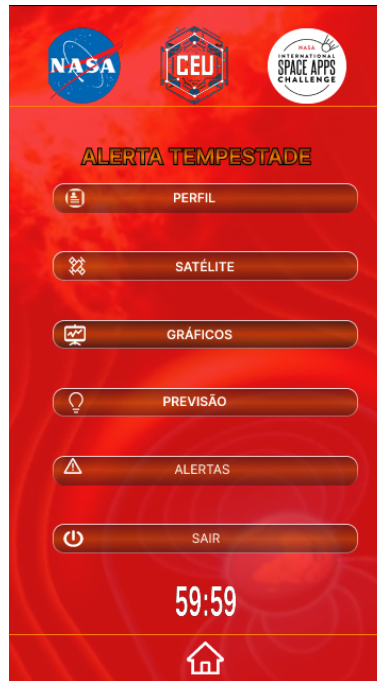 NASA
CEU
NASA
INTERNATIONAL
SPACE APPS
CHALLENGE
ALERTA TEMPESTADE
PERFIL
SATÉLITE
GRÁFICOS
PREVISÃO
ALERTAS
SAIR
59:59